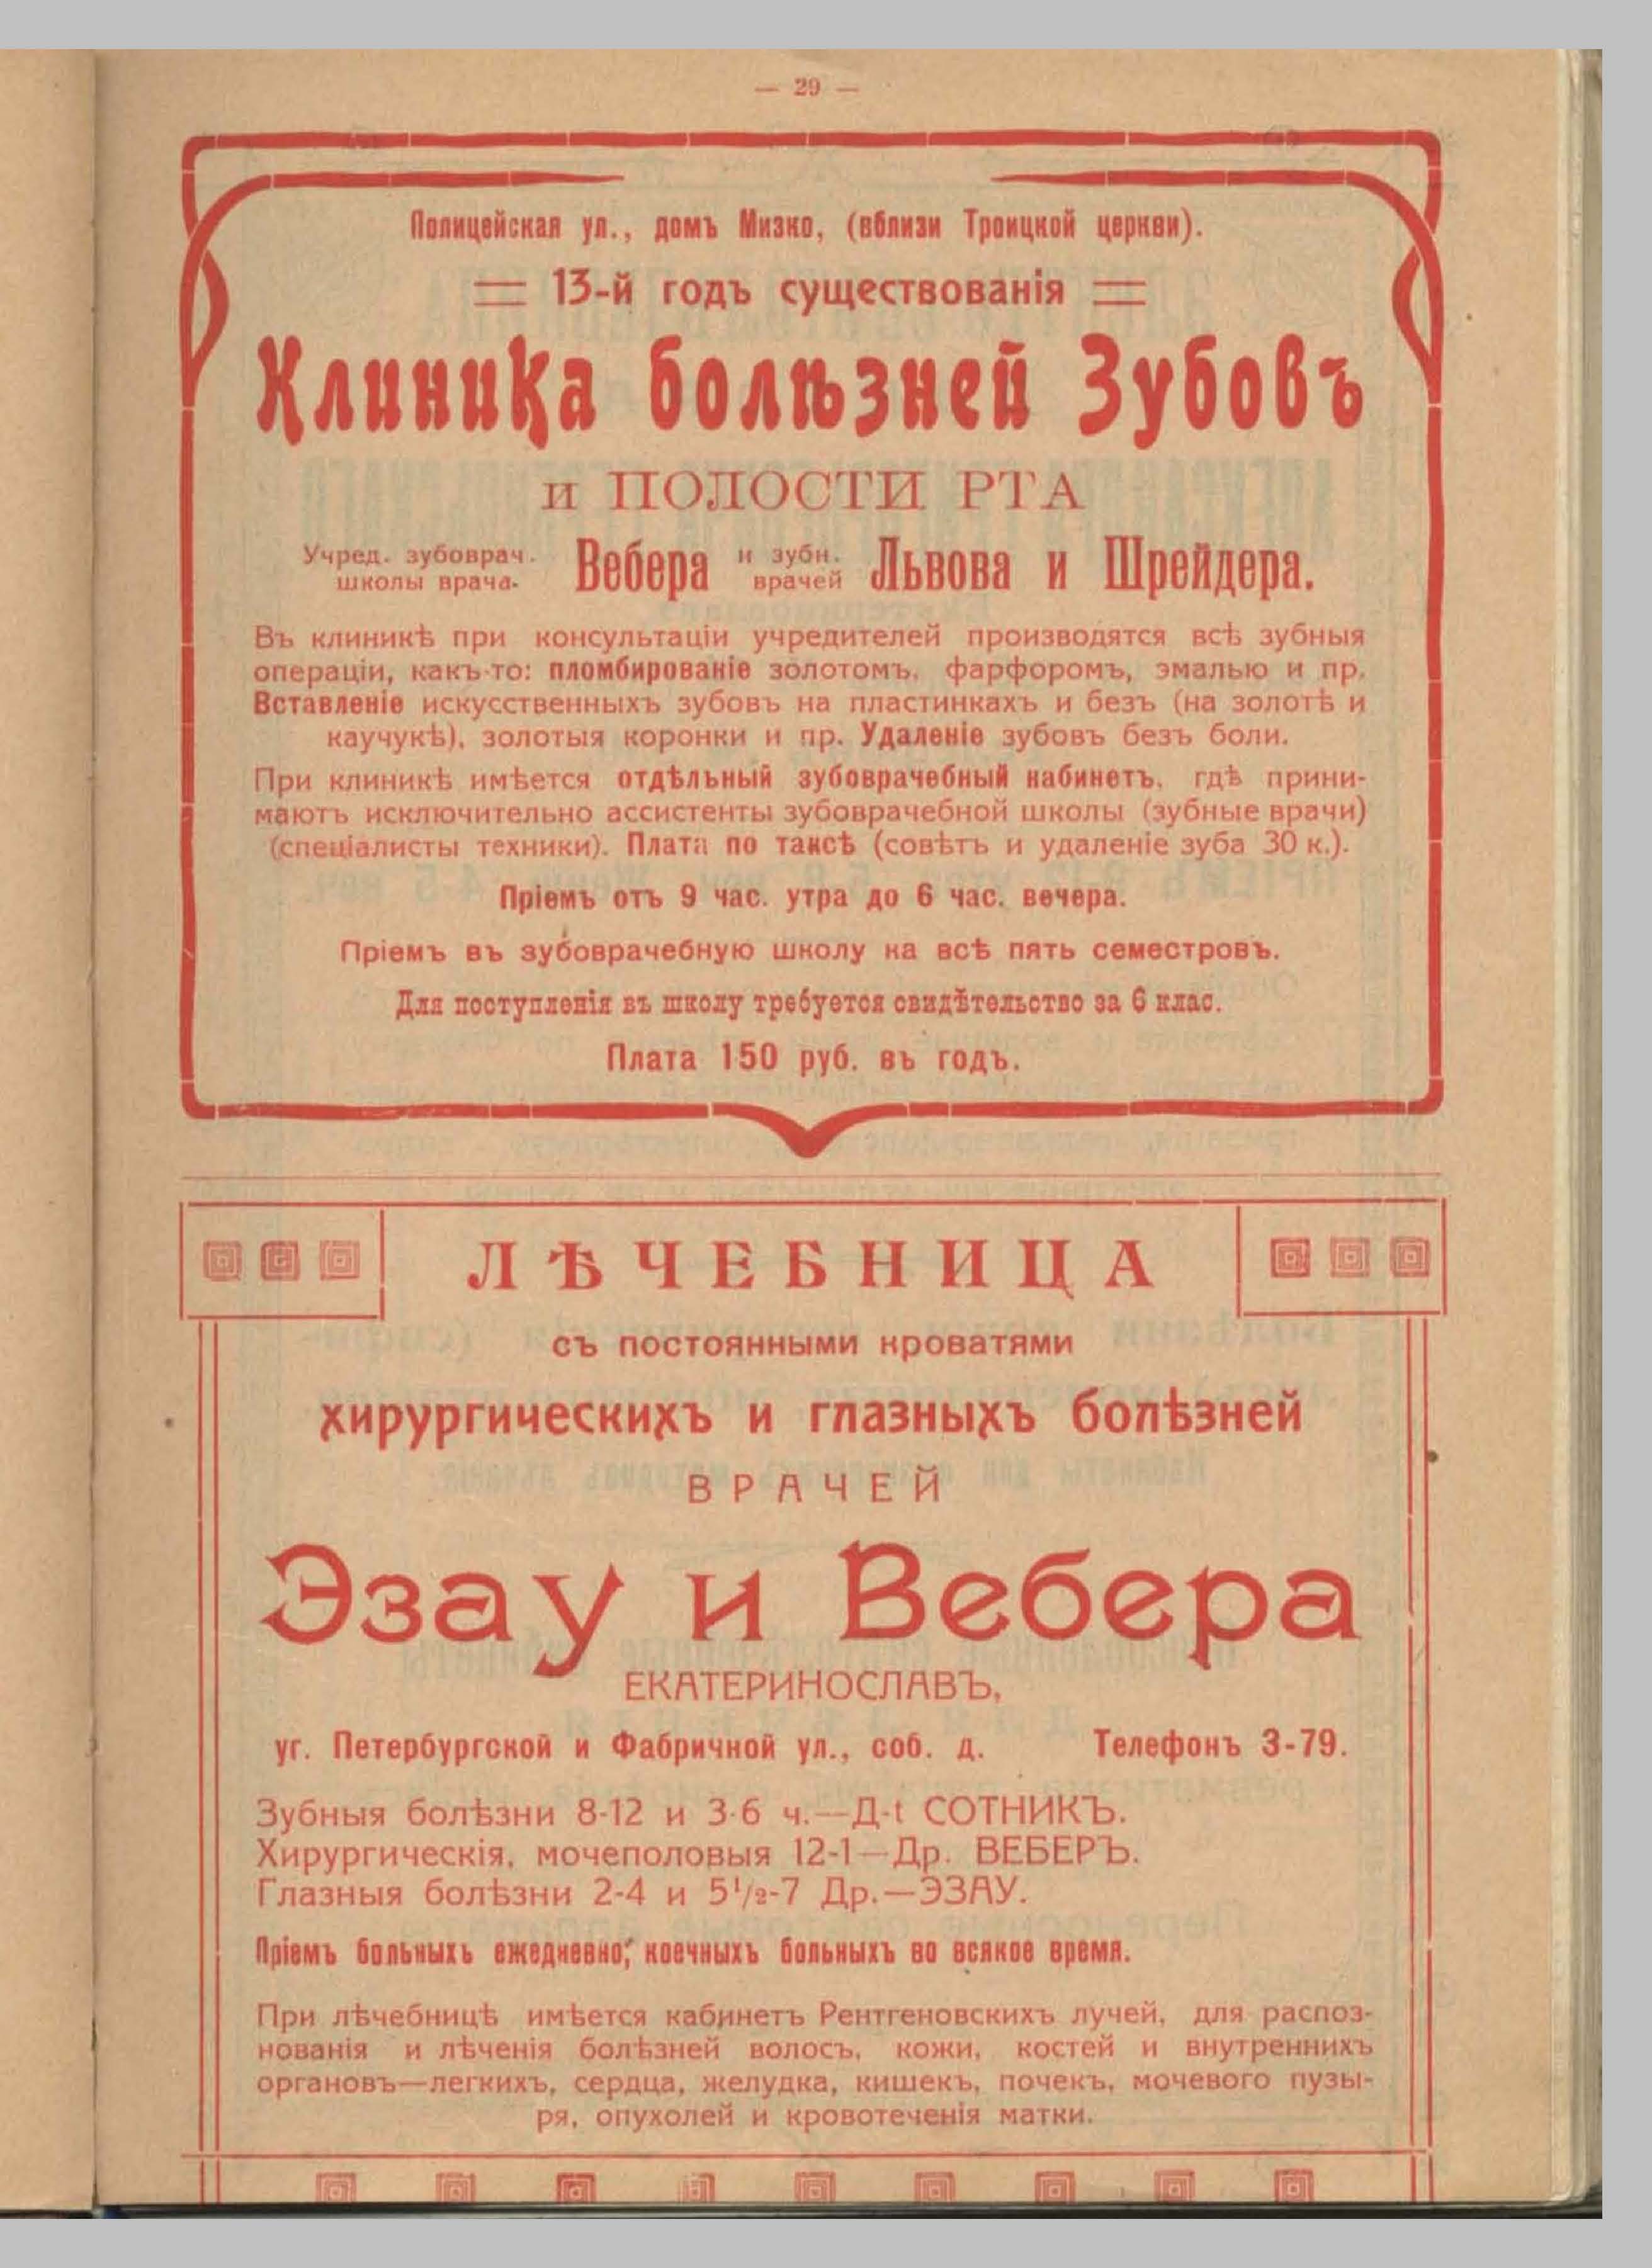 — 29 —
Полицейская ул., домъ Мизко, (вблизи Троицкой церкви).
13-й годъ существованія
Клиника болѣзней Зубовъ
и ПОЛОСТИ РТА
Учред. зубоврач. школы врача. Вебера и зубн. врачей Львова и Шрейдера.
Въ клиникѣ при консультаціи учредителей производятся всѣ зубныя
операціи, какъ-то: пломбированіе золотомъ, фарфоромъ, эмалью и пр.
Вставленіе искусственныхъ зубовъ на пластинкахъ и безъ (на золотѣ и
каучукѣ), золотыя коронки и пр. Удаленіе зубовъ безъ боли.
При клиникѣ имѣется отдѣльный зубоврачебный кабинетъ, гдѣ прини-
маютъ исключительно ассистенты зубоврачебной школы (зубные врачи)
(спеціалисты техники). Плата по таксѣ (совѣтъ и удаленіе зуба 30 к.).
Пріемъ отъ 9 час. утра до 6 час. вечера.
Пріемъ въ зубоврачебную школу на всѣ пять семестровъ.
Для поступленія въ школу требуется свидѣтельство за 6 клас.
Плата 150 руб. въ годъ.
ЛѢЧЕБНИЦА
съ постоянными кроватями
хирургическихъ и глазныхъ болѣзней
ВРАЧЕЙ
Эзау и Вебера
ЕКАТЕРИНОСЛАВЪ,
уг. Петербургской и Фабричной ул., соб. д. Телефонъ 3-79.
Зубныя болѣзни 8-12 и 3-6 ч.—Д-t СОТНИКЪ.
Хирургическія, мочеполовыя 12-1—Др. ВЕБЕРЪ.
Глазныя болѣзни 2-4 и 5½-7 Др.—ЭЗАУ.
Пріемъ больныхъ ежедневно; коечныхъ больныхъ во всякое время.
При лѣчебницѣ имѣется кабинетъ Рентгеновскихъ лучей, для распоз-
нованія и лѣченія болѣзней волосъ, кожи, костей и внутреннихъ
органовъ—легкихъ, сердца, желудка, кишекъ, почекъ, мочевого пузы-
ря, опухолей и кровотеченія матки.